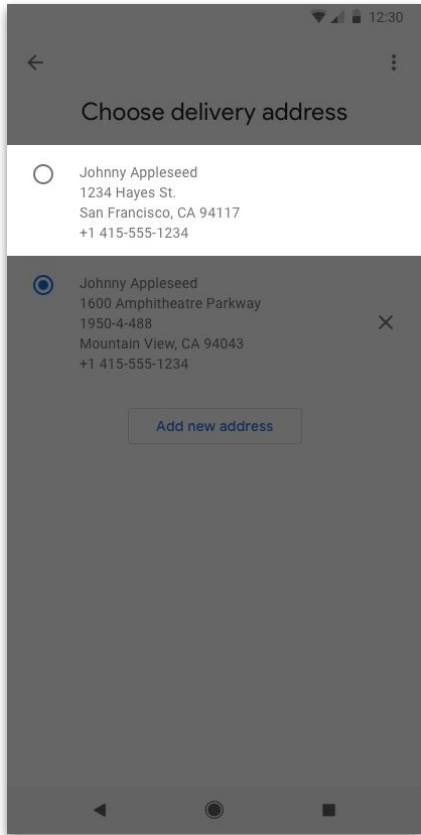 12:30
Choose delivery address
Johnny Appleseed
1234 Hayes St.
San Francisco, CA 94117
+1 415-555-1234
Johnny Appleseed
1600 Amphitheatre Parkway
1950-4-488
Mountain View, CA 94043
+1 415-555-1234
Add new address